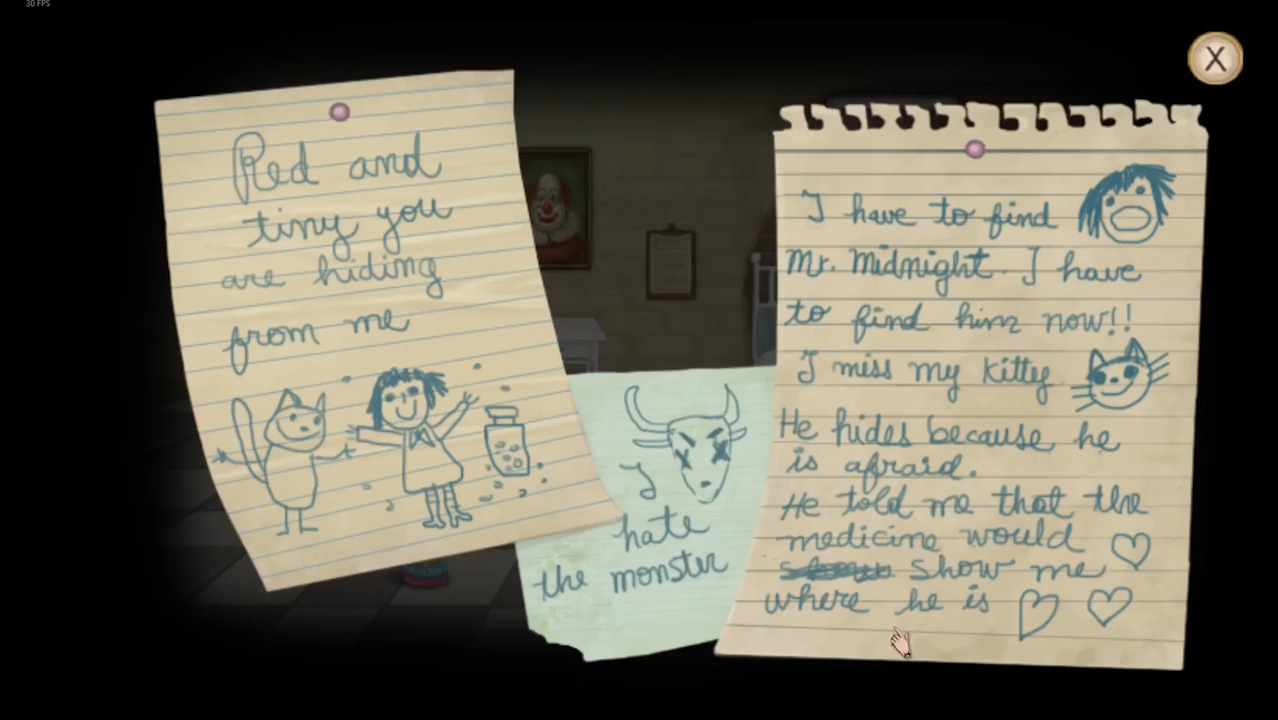 30 FPS
X
Red and
tiny you
are hiding
from me
I
hate
the monster
I have to find
Mr. Midnight. I have
to find him now!!
I miss my kitty
He hides because he
is afraid.
He told me that the
medicine would
show me
where he is